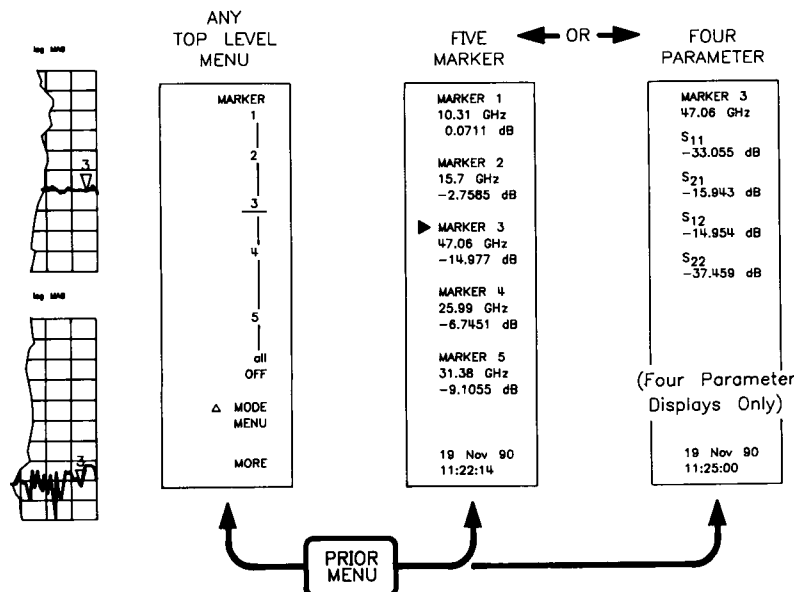 ANY
TOP LEVEL
MENU
FIVE
MARKER
OR
FOUR
PARAMETER
log MAG
3
log MAG
3
MARKER
1
2
3
4
5
all
OFF
△ MODE
MENU
MORE
MARKER 1
10.31 GHz
0.0711 dB
MARKER 2
15.7 GHz
-2.7585 dB
MARKER 3
47.06 GHz
-14.977 dB
MARKER 4
25.99 GHz
-6.7451 dB
MARKER 5
31.38 GHz
-9.1055 dB
19 Nov 90
11:22:14
MARKER 3
47.06 GHz
S11
-33.055 dB
S21
-15.943 dB
S12
-14.954 dB
S22
-37.459 dB
(Four Parameter
Displays Only)
19 Nov 90
11:25:00
PRIOR
MENU